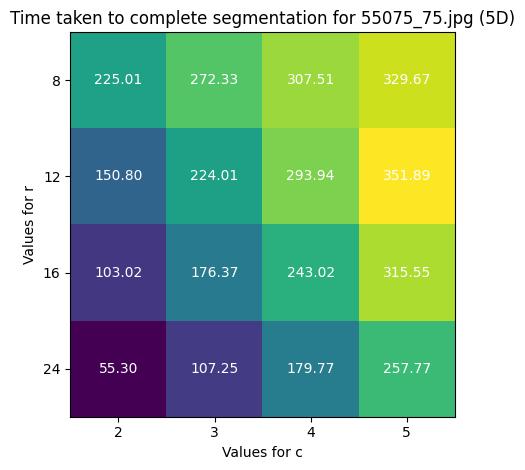 Time taken to complete segmentation for 55075_75.jpg (5D)
8 225.01 272.33 307.51 329.67
12 150.80 224.01 293.94 351.89
Values for r
16 103.02 176.37 243.02 315.55
24 55.30 107.25 179.77 257.77
2 3 4 5
Values for c